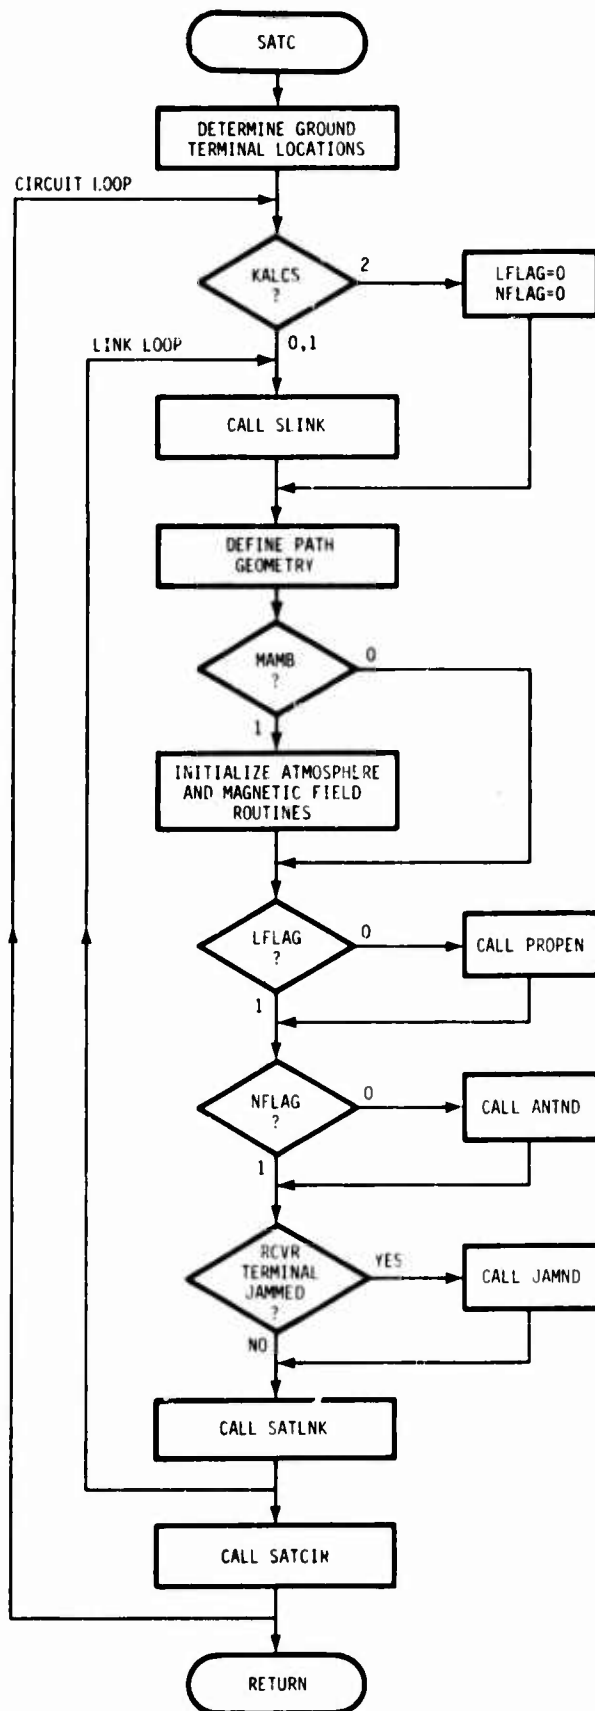 SATC
DETERMINE GROUND
TERMINAL LOCATIONS
CIRCUIT LOOP
KALCS
?
2
LFLAG=0
NFLAG=0
0,1
LINK LOOP
CALL SLINK
DEFINE PATH
GEOMETRY
MAMB
?
0
1
INITIALIZE ATMOSPHERE
AND MAGNETIC FIELD
ROUTINES
LFLAG
?
0
CALL PROPEN
1
NFLAG
?
0
CALL ANTND
1
RCVR
TERMINAL
JAMMED
?
YES
CALL JAMND
NO
CALL SATLNK
CALL SATCIR
RETURN